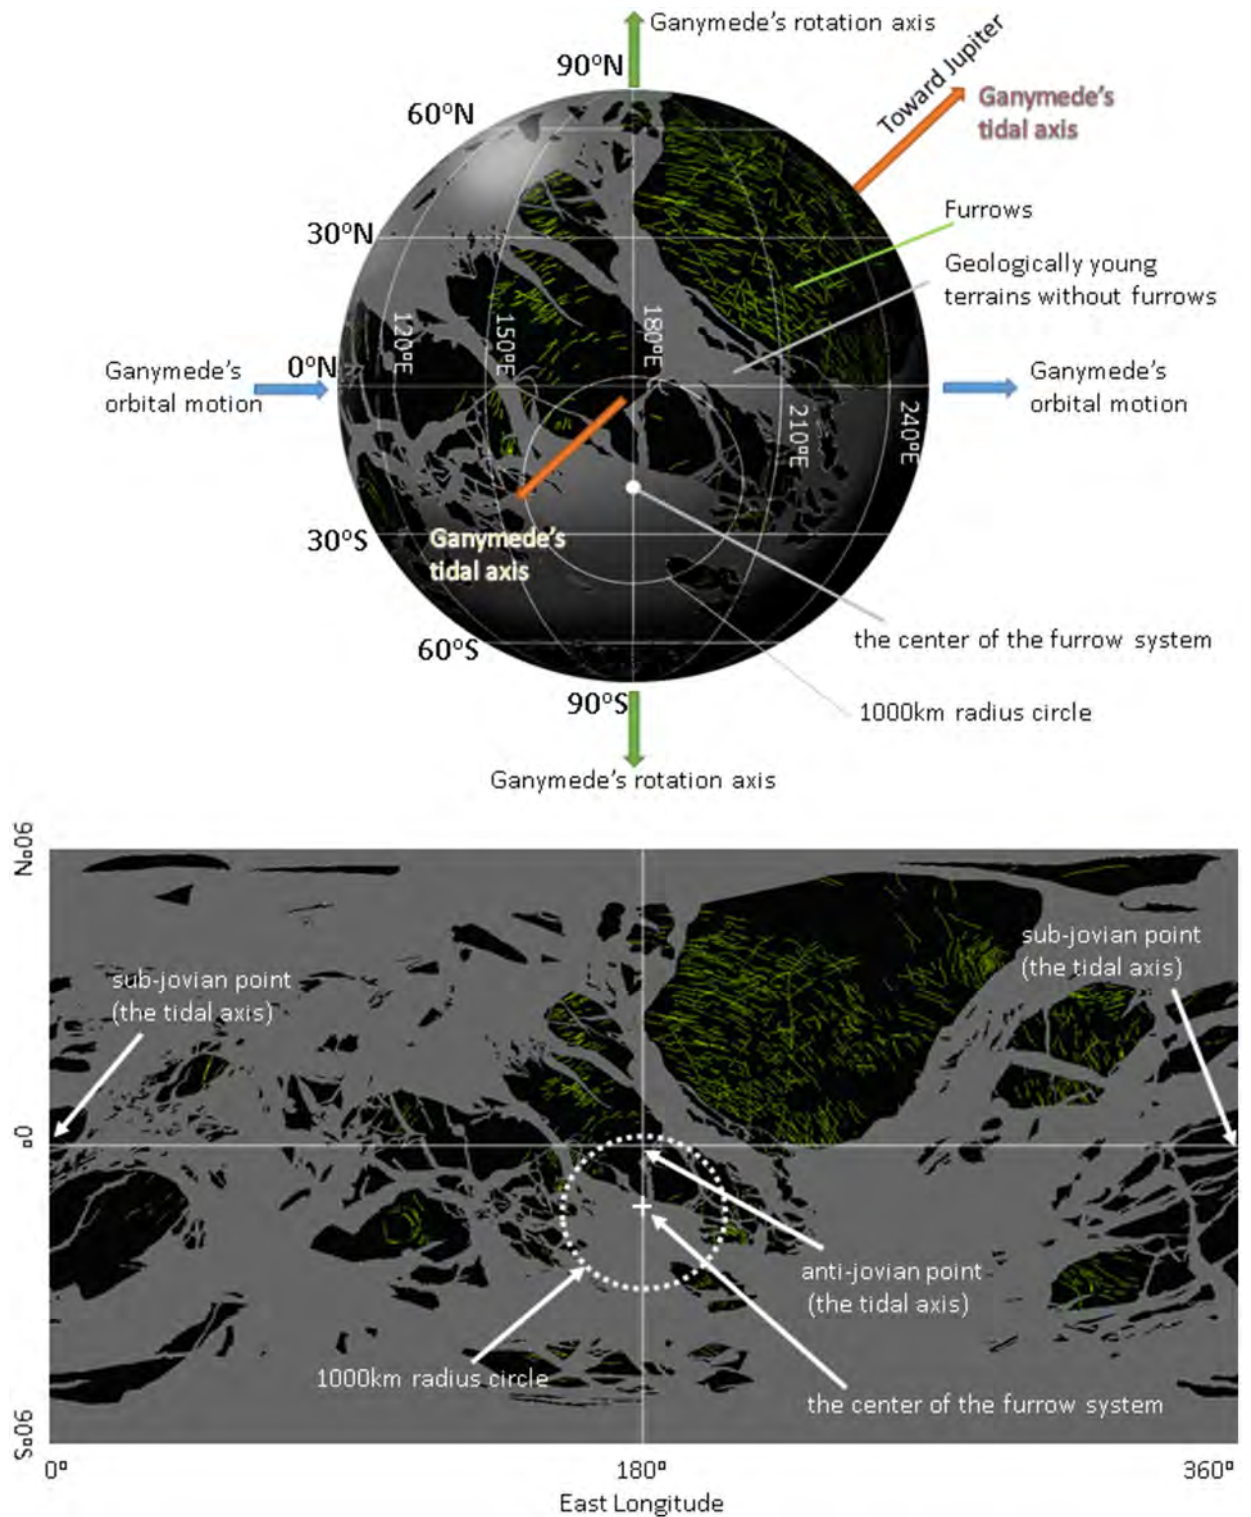 Ganymede's rotation axis
90°N
Toward Jupiter
Ganymede's
tidal axis
60°N
Furrows
30°N
Geologically young
terrains without furrows
120°E
150°E
180°E
0°N
Ganymede's
orbital motion
Ganymede's
orbital motion
210°E
240°E
30°S
Ganymede's
tidal axis
the center of the furrow system
60°S
90°S
1000km radius circle
Ganymede's rotation axis
90°N
sub-jovian point
(the tidal axis)
sub-jovian point
(the tidal axis)
0°
anti-jovian point
(the tidal axis)
1000km radius circle
the center of the furrow system
90°S
0°
180°
360°
East Longitude